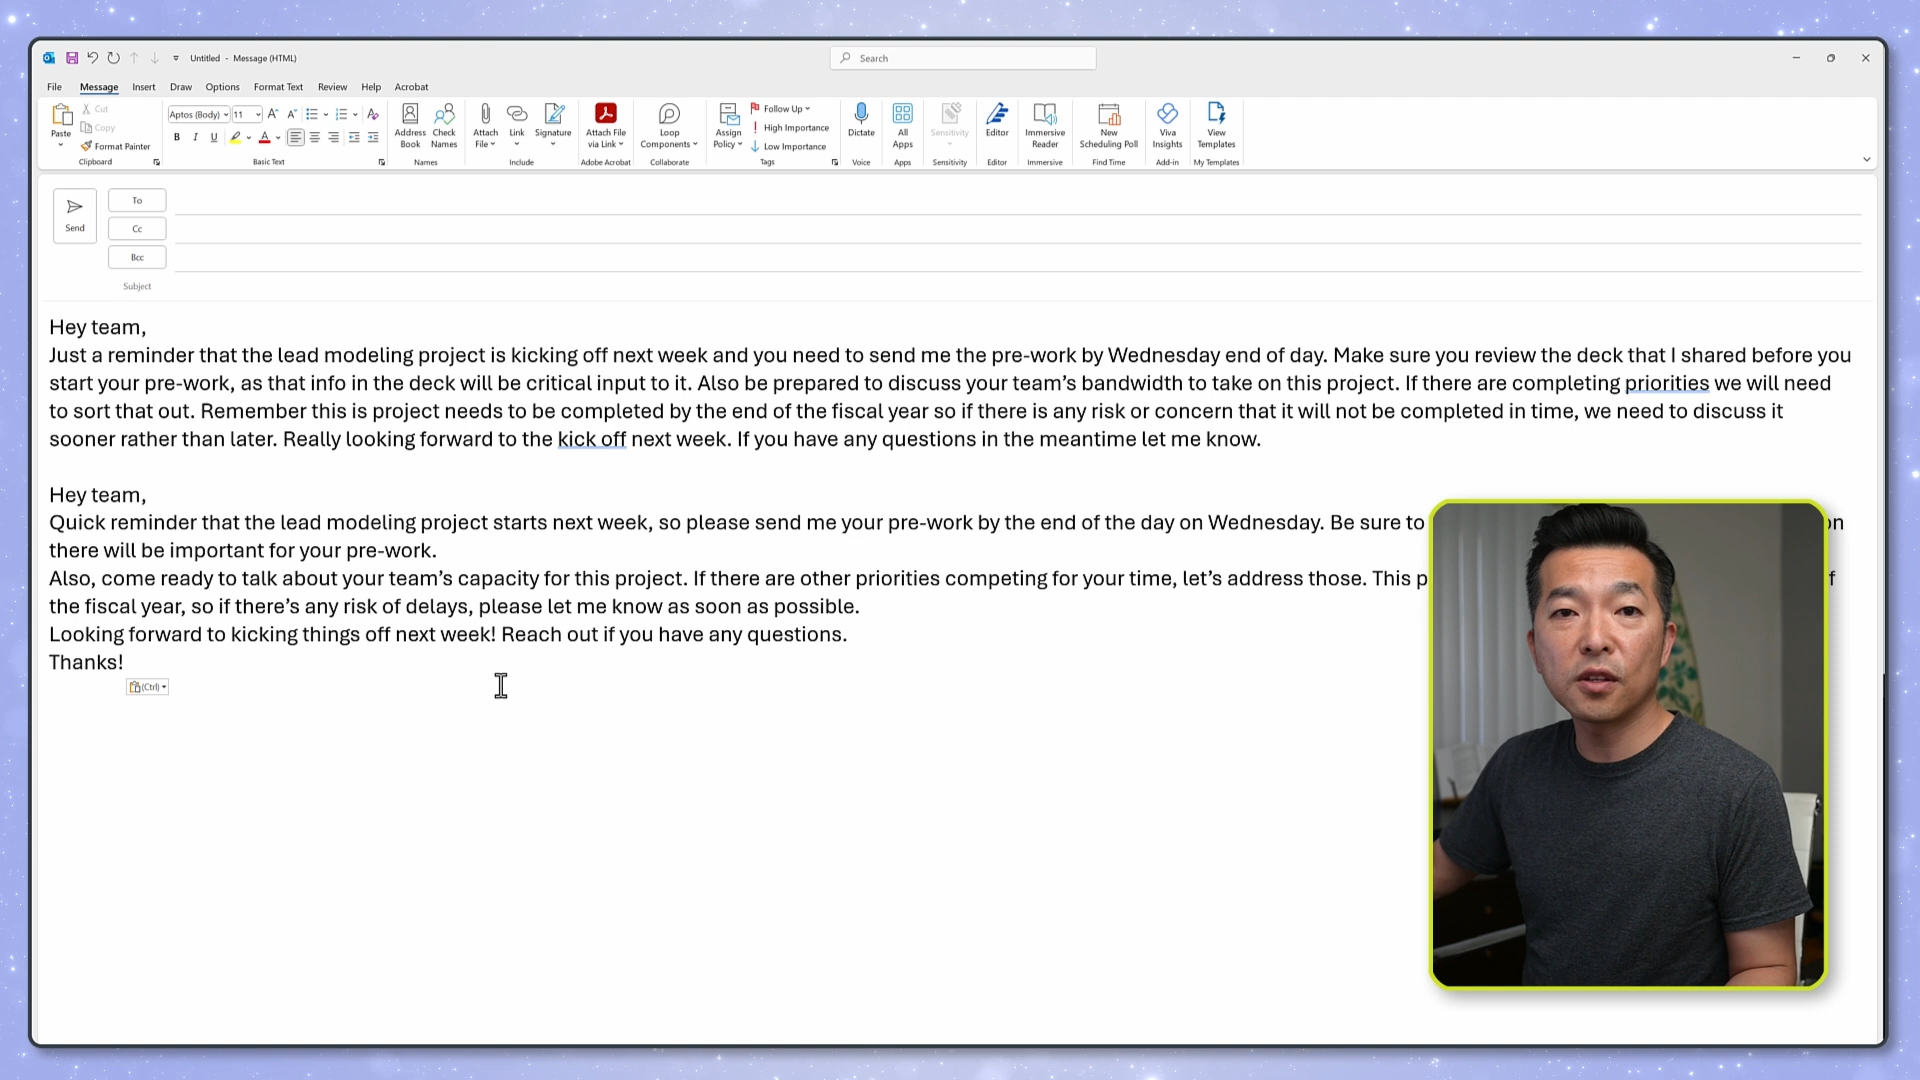 Untitled - Message (HTML)
Search
File Message Insert Draw Options Format Text Review Help Acrobat
Paste
Cut
Copy
Format Painter
Clipboard
Aptos (Body) 11
B I U
Basic Text
Address Book
Check Names
Names
Attach File
Link
Signature
Include
Attach File via Link
Adobe Acrobat
Loop Components
Collaborate
Assign Policy
Follow Up
High Importance
Low Importance
Tags
Dictate
Voice
All Apps
Apps
Sensitivity
Sensitivity
Editor
Editor
Immersive Reader
Immersive
New Scheduling Poll
Find Time
Viva Insights
Add-in
View Templates
My Templates
Send
To
Cc
Bcc
Subject
Hey team,
Just a reminder that the lead modeling project is kicking off next week and you need to send me the pre-work by Wednesday end of day. Make sure you review the deck that I shared before you
start your pre-work, as that info in the deck will be critical input to it. Also be prepared to discuss your team’s bandwidth to take on this project. If there are completing priorities we will need
to sort that out. Remember this is project needs to be completed by the end of the fiscal year so if there is any risk or concern that it will not be completed in time, we need to discuss it
sooner rather than later. Really looking forward to the kick off next week. If you have any questions in the meantime let me know.
Hey team,
Quick reminder that the lead modeling project starts next week, so please send me your pre-work by the end of the day on Wednesday. Be sure to
there will be important for your pre-work.
Also, come ready to talk about your team’s capacity for this project. If there are other priorities competing for your time, let’s address those. This
the fiscal year, so if there’s any risk of delays, please let me know as soon as possible.
Looking forward to kicking things off next week! Reach out if you have any questions.
Thanks!
(Ctrl)